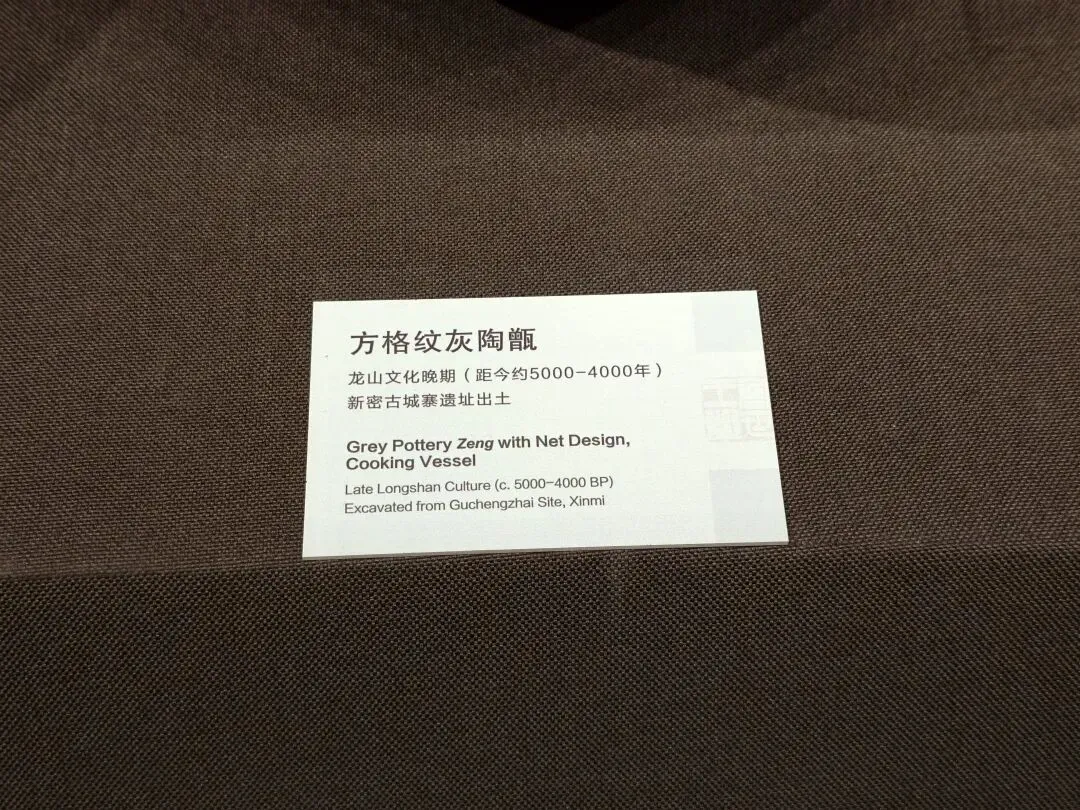 方格纹灰陶甑
龙山文化晚期（距今约5000-4000年）
新密古城寨遗址出土
Grey Pottery Zeng with Net Design,
Cooking Vessel
Late Longshan Culture (c. 5000-4000 BP)
Excavated from Guchengzhai Site, Xinmi